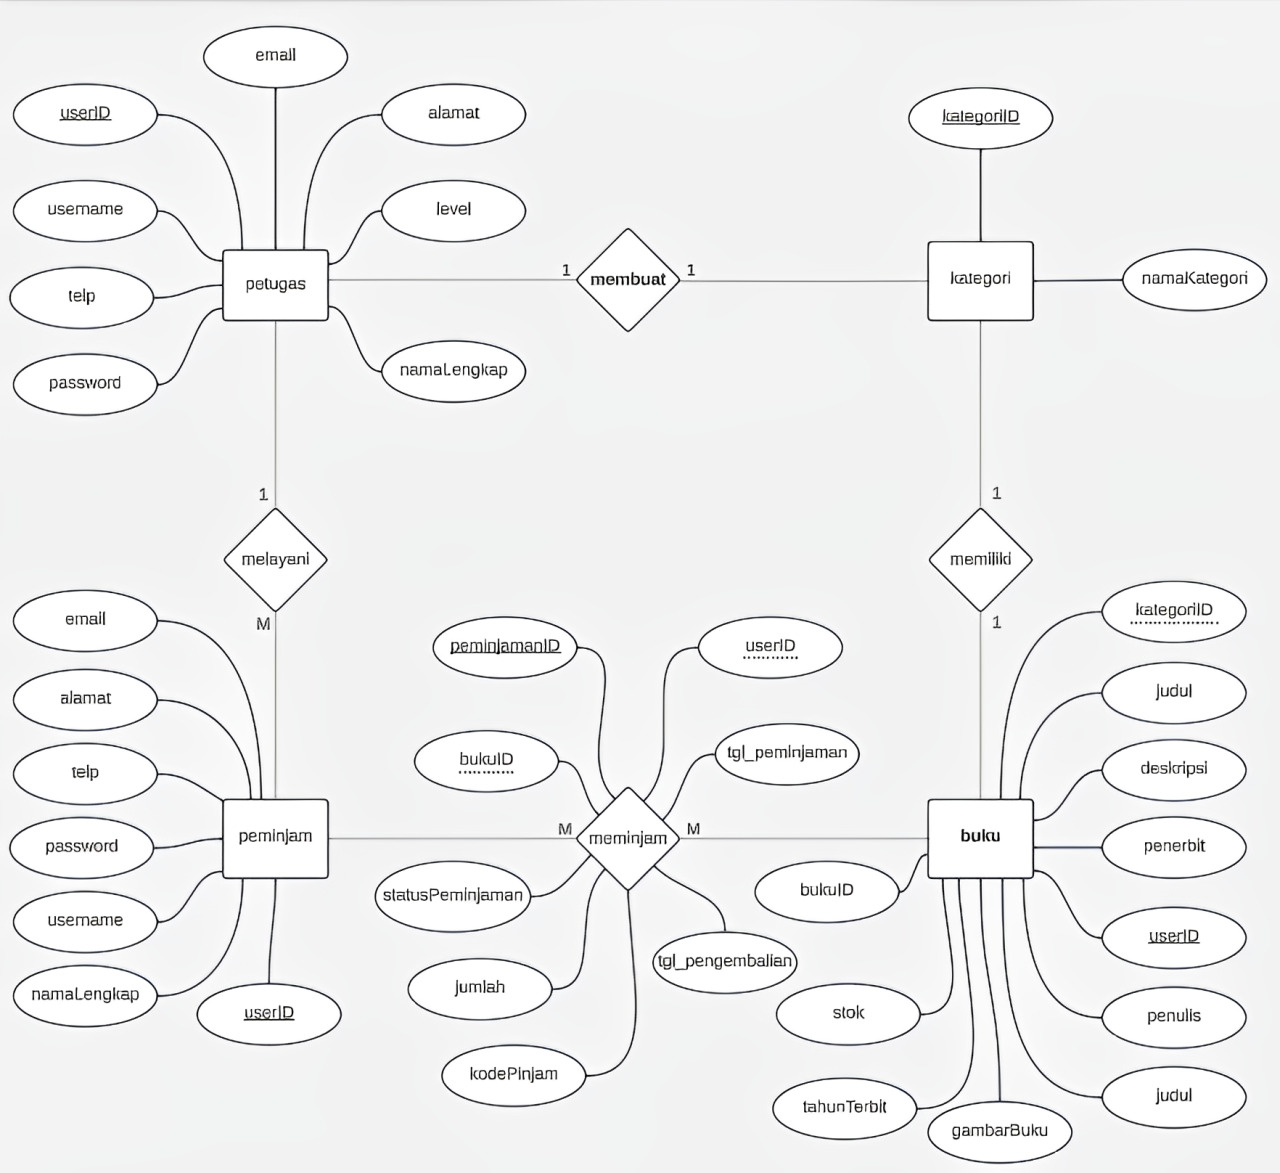 email
userID
alamat
kategoriID
username
level
membuat
1
1
petugas
kategori
namaKategori
telp
password
namaLengkap
1
1
melayani
memiliki
M
1
email
alamat
telp
password
username
namaLengkap
userID
peminjam
peminjamanID
userID
bukuID
tgl_peminjaman
M
M
meminjam
statusPeminjaman
tgl_pengembalian
jumlah
kodePinjam
buku
kategoriID
judul
deskripsi
penerbit
bukuID
userID
stok
penulis
tahunTerbit
judul
gambarBuku